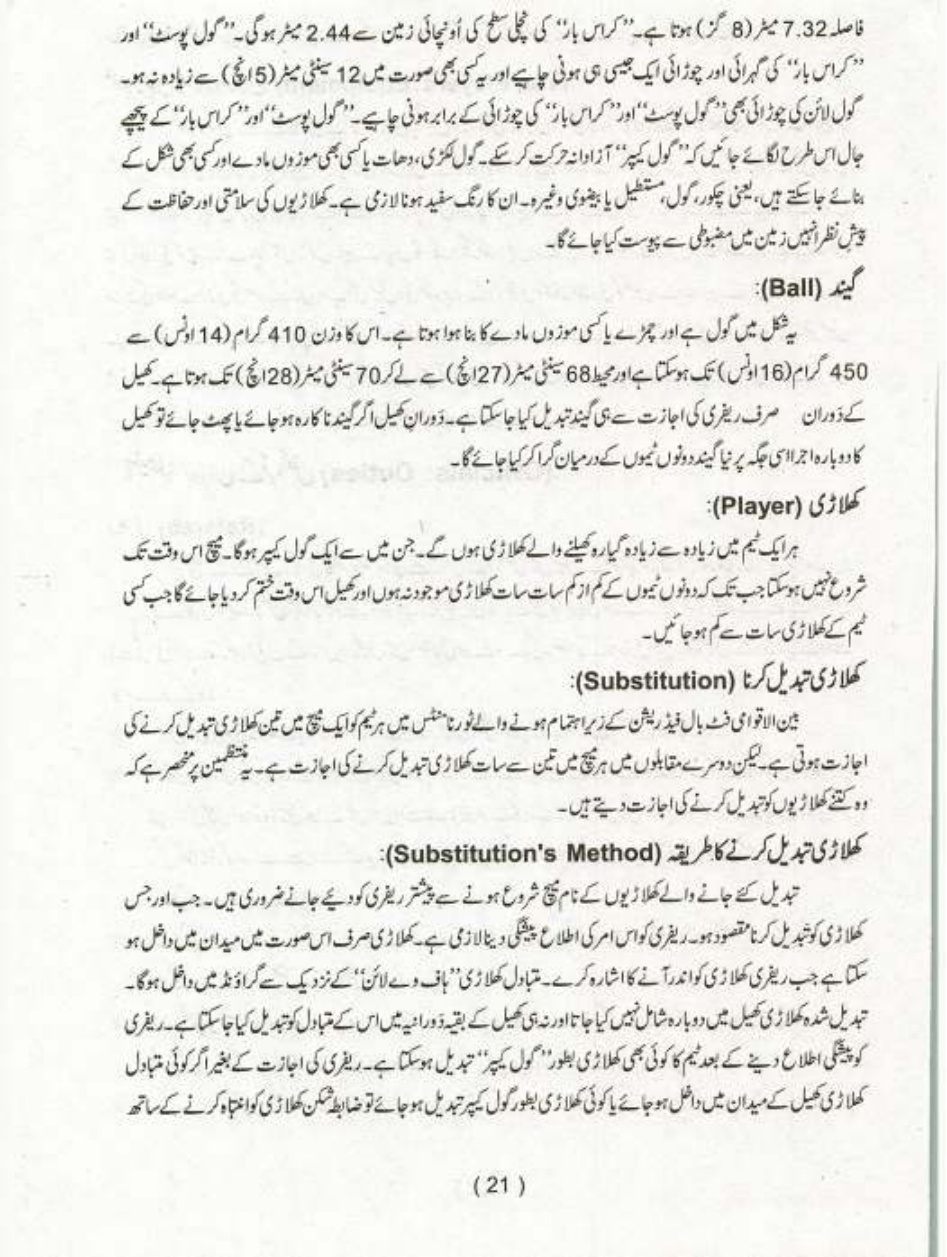 فاصلہ 7.32 میٹر (8 گز) ہوتا ہے۔ ’’کراس بار‘‘ کی نچلی سطح کی اُونچائی زمین سے 2.44 میٹر ہوگی۔ ’’گول پوسٹ‘‘ اور
’’کراس بار‘‘ کی گہرائی اور چوڑائی ایک جیسی ہی ہونی چاہیے اور یہ کسی بھی صورت میں 12 سینٹی میٹر (5 انچ) سے زیادہ نہ ہو۔
گول لائن کی چوڑائی بھی ’’گول پوسٹ‘‘ اور ’’کراس بار‘‘ کی چوڑائی کے برابر ہونی چاہیے۔ ’’گول پوسٹ‘‘ اور ’’کراس بار‘‘ کے پیچھے
جال اس طرح لگائے جائیں کہ ’’گول کیپر‘‘ آزادانہ حرکت کر سکے۔ گول لکڑی، دھات یا کسی بھی موزوں مادے اور کسی بھی شکل کے
بنائے جا سکتے ہیں، یعنی چکور، گول، مستطیل یا بیضوی وغیرہ۔ ان کا رنگ سفید ہونا لازمی ہے۔ کھلاڑیوں کی سلامتی اور حفاظت کے
پیشِ نظر انہیں زمین میں مضبوطی سے پیوست کیا جائے گا۔
گیند (Ball):
یہ شکل میں گول ہے اور چمڑے یا کسی موزوں مادے کا بنا ہوا ہوتا ہے۔ اس کا وزن 410 گرام (14 اونس) سے
450 گرام (16 اونس) تک ہو سکتا ہے اور محیط 68 سینٹی میٹر (27 انچ) سے لے کر 70 سینٹی میٹر (28 انچ) تک ہوتا ہے۔ کھیل
کے دَوران صرف ریفری کی اجازت سے ہی گیند تبدیل کیا جا سکتا ہے۔ دَورانِ کھیل اگر گیند ناکارہ ہو جائے یا پھٹ جائے تو کھیل
کا دوبارہ اجرا اسی جگہ پر نیا گیند دونوں ٹیموں کے درمیان گرا کر کیا جائے گا۔
کھلاڑی (Player):
ہر ایک ٹیم میں زیادہ سے زیادہ گیارہ کھیلنے والے کھلاڑی ہوں گے۔ جن میں سے ایک گول کیپر ہوگا۔ میچ اس وقت تک
شروع نہیں ہو سکتا جب تک کہ دونوں ٹیموں کے کم از کم سات سات کھلاڑی موجود نہ ہوں اور کھیل اس وقت ختم کر دیا جائے گا جب کسی
ٹیم کے کھلاڑی سات سے کم ہو جائیں۔
کھلاڑی تبدیل کرنا (Substitution):
بین الاقوامی فٹ بال فیڈریشن کے زیرِ اہتمام ہونے والے ٹورنامنٹس میں ہر ٹیم کو ایک میچ میں تین کھلاڑی تبدیل کرنے کی
اجازت ہوتی ہے۔ لیکن دوسرے مقابلوں میں ہر میچ میں تین سے سات کھلاڑی تبدیل کرنے کی اجازت ہے۔ یہ منتظمین پر منحصر ہے کہ
وہ کتنے کھلاڑیوں کو تبدیل کرنے کی اجازت دیتے ہیں۔
کھلاڑی تبدیل کرنے کا طریقہ (Substitution's Method):
تبدیل کئے جانے والے کھلاڑیوں کے نام میچ شروع ہونے سے پیشتر ریفری کو دیئے جانے ضروری ہیں۔ جب اور جس
کھلاڑی کو تبدیل کرنا مقصود ہو۔ ریفری کو اس امر کی اطلاع پیشگی دینا لازمی ہے۔ کھلاڑی صرف اس صورت میں میدان میں داخل ہو
سکتا ہے جب ریفری کھلاڑی کو اندر آنے کا اشارہ کرے۔ متبادل کھلاڑی ’’ہاف وے لائن‘‘ کے نزدیک سے گراؤنڈ میں داخل ہوگا۔
تبدیل شدہ کھلاڑی کھیل میں دوبارہ شامل نہیں کیا جاتا اور نہ ہی کھیل کے بقیہ دَورانیہ میں اس کے متبادل کو تبدیل کیا جا سکتا ہے۔ ریفری
کو پیشگی اطلاع دینے کے بعد ٹیم کا کوئی بھی کھلاڑی بطور ’’گول کیپر‘‘ تبدیل ہو سکتا ہے۔ ریفری کی اجازت کے بغیر اگر کوئی متبادل
کھلاڑی کھیل کے میدان میں داخل ہو جائے یا کوئی کھلاڑی بطور گول کیپر تبدیل ہو جائے تو ضابطہ شکن کھلاڑی کو انتباہ کرنے کے ساتھ
( 21 )